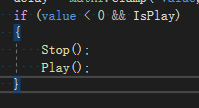 if (value < 0 && IsPlay)
{
Stop();
Play();
}